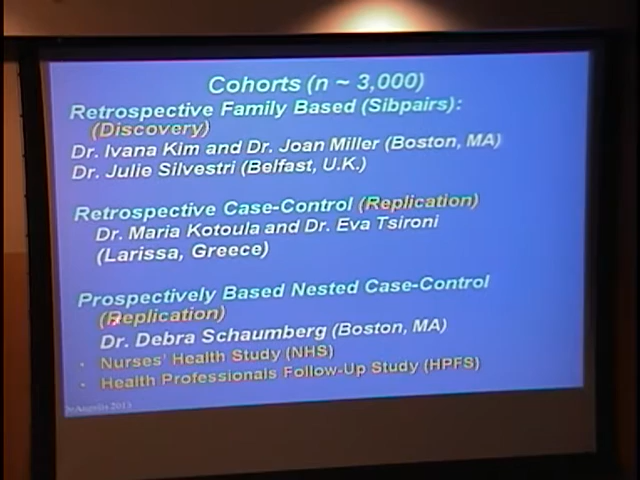 Cohorts (n ~ 3,000)
Retrospective Family Based (Sibpairs):
(Discovery)
Dr. Ivana Kim and Dr. Joan Miller (Boston, MA)
Dr. Julie Silvestri (Belfast, U.K.)
Retrospective Case-Control (Replication)
Dr. Maria Kotoula and Dr. Eva Tsironi
(Larissa, Greece)
Prospectively Based Nested Case-Control
(Replication)
Dr. Debra Schaumberg (Boston, MA)
· Nurses' Health Study (NHS)
· Health Professionals Follow-Up Study (HPFS)